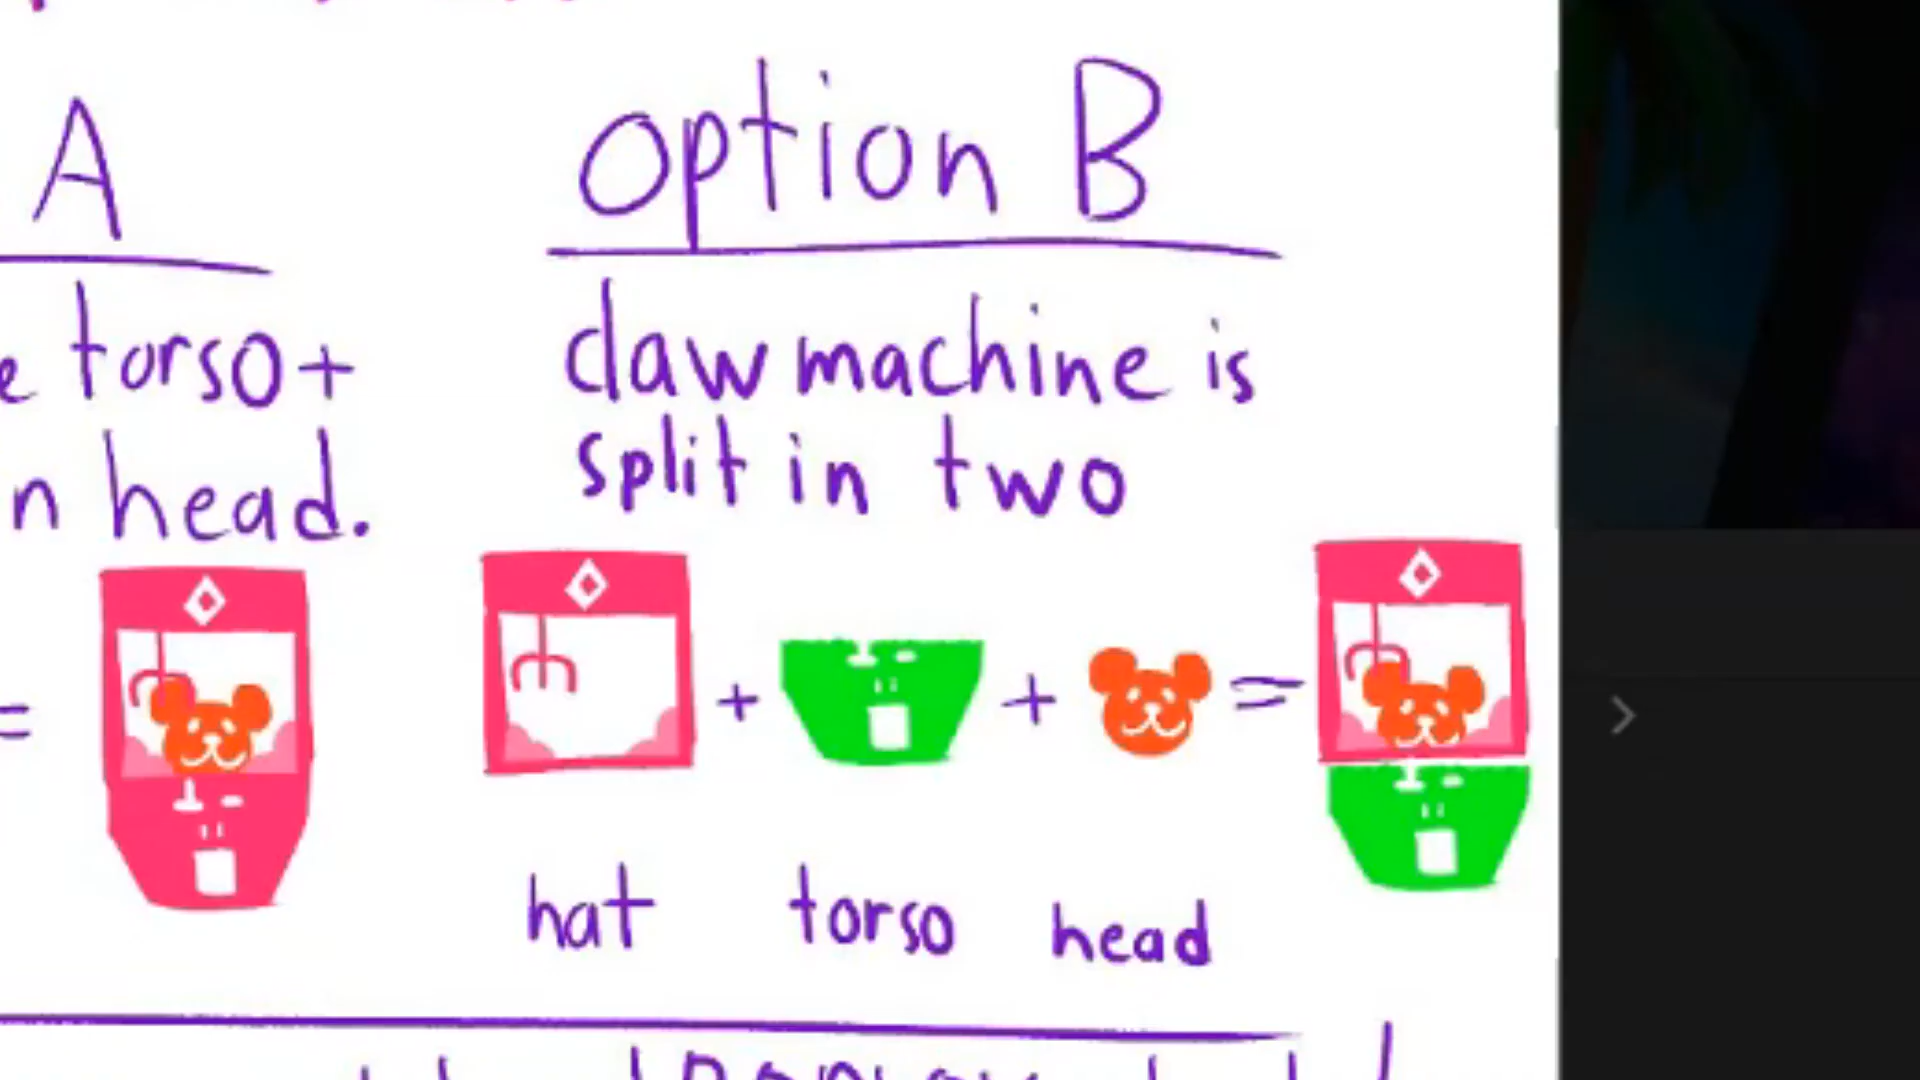 A
torso+
n head.
=
option B
claw machine is
split in two
+ + =
hat torso head